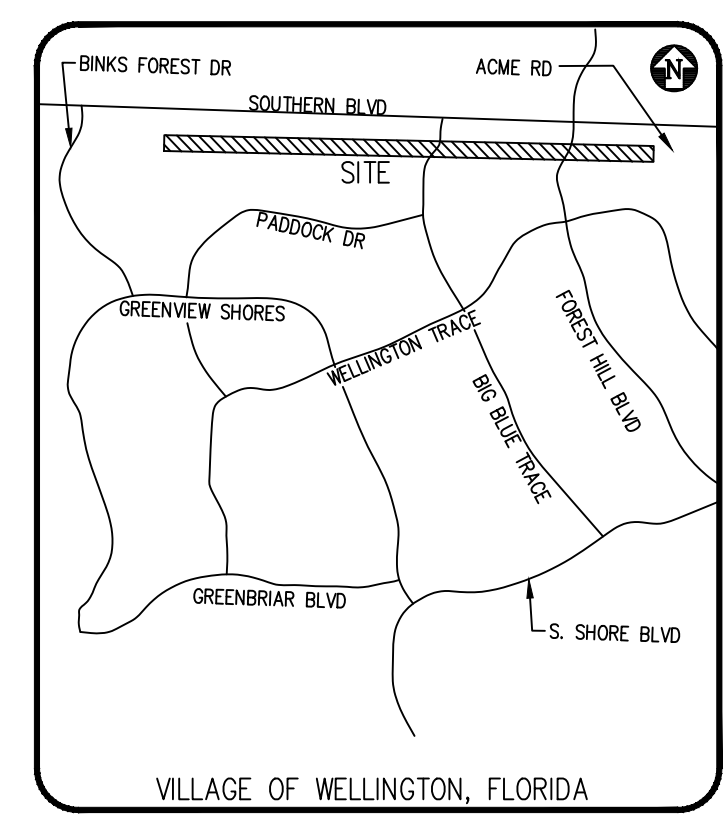 BINKS FOREST DR
ACME RD
N
SOUTHERN BLVD
SITE
PADDOCK DR
GREENVIEW SHORES
WELLINGTON TRACE
FOREST HILL BLVD
BIG BLUE TRACE
GREENBRIAR BLVD
S. SHORE BLVD
VILLAGE OF WELLINGTON, FLORIDA